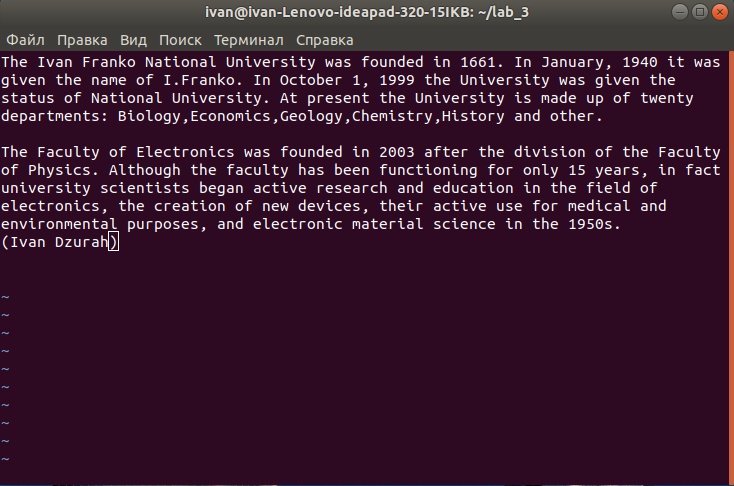 ivan@ivan-Lenovo-ideapad-320-15IKB: ~/lab_3
Файл Правка Вид Поиск Терминал Справка
The Ivan Franko National University was founded in 1661. In January, 1940 it was
given the name of I.Franko. In October 1, 1999 the University was given the
status of National University. At present the University is made up of twenty
departments: Biology,Economics,Geology,Chemistry,History and other.

The Faculty of Electronics was founded in 2003 after the division of the Faculty
of Physics. Although the faculty has been functioning for only 15 years, in fact
university scientists began active research and education in the field of
electronics, the creation of new devices, their active use for medical and
environmental purposes, and electronic material science in the 1950s.
(Ivan Dzurah)
~
~
~
~
~
~
~
~
~
~